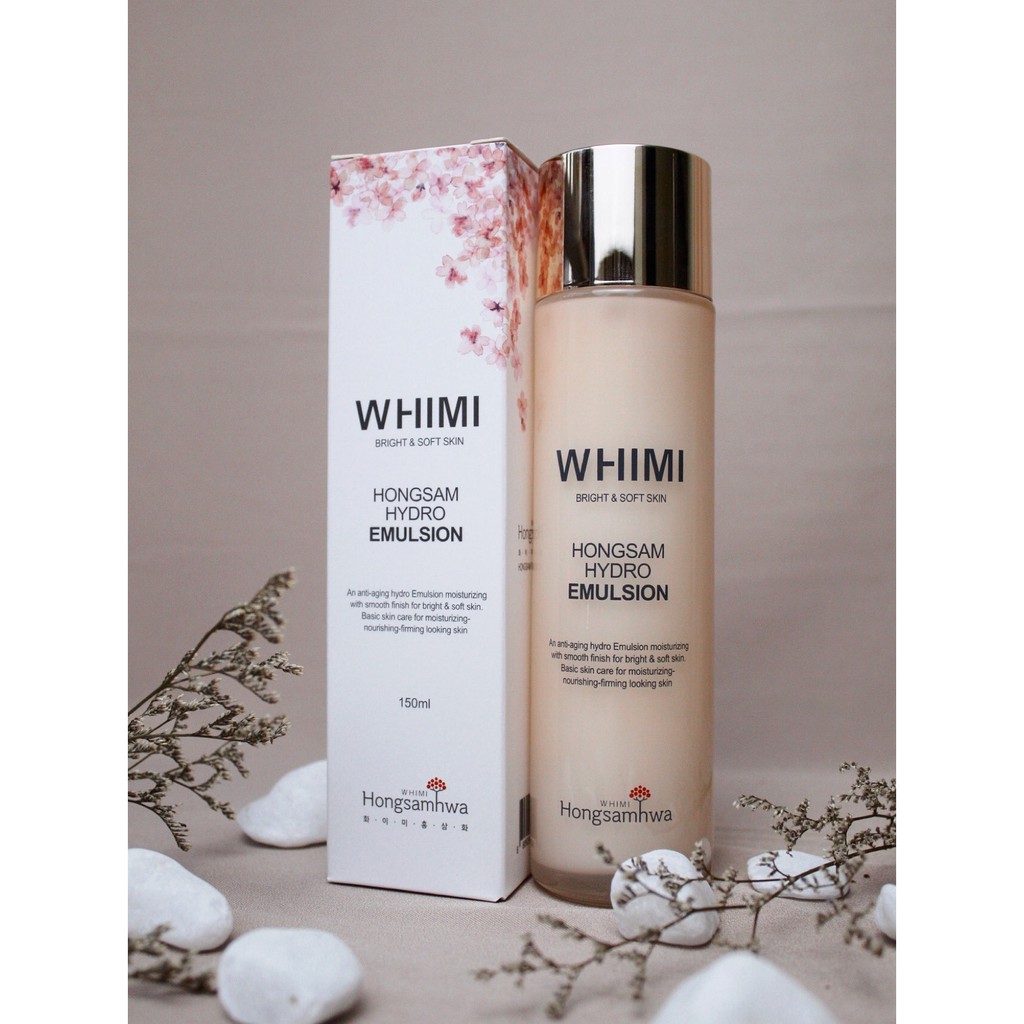 WHIMI
BRIGHT & SOFT SKIN
HONGSAM
HYDRO
EMULSION
An anti-aging hydro Emulsion moisturizing
with smooth finish for bright & soft skin.
Basic skin care for moisturizing-
nourishing-firming looking skin
150ml
WHIMI
Hongsamhwa
화·이·미·홍·삼·화
WHIMI
BRIGHT & SOFT SKIN
HONGSAM
HYDRO
EMULSION
An anti-aging hydro Emulsion moisturizing
with smooth finish for bright & soft skin.
Basic skin care for moisturizing-
nourishing-firming looking skin
WHIMI
Hongsamhwa